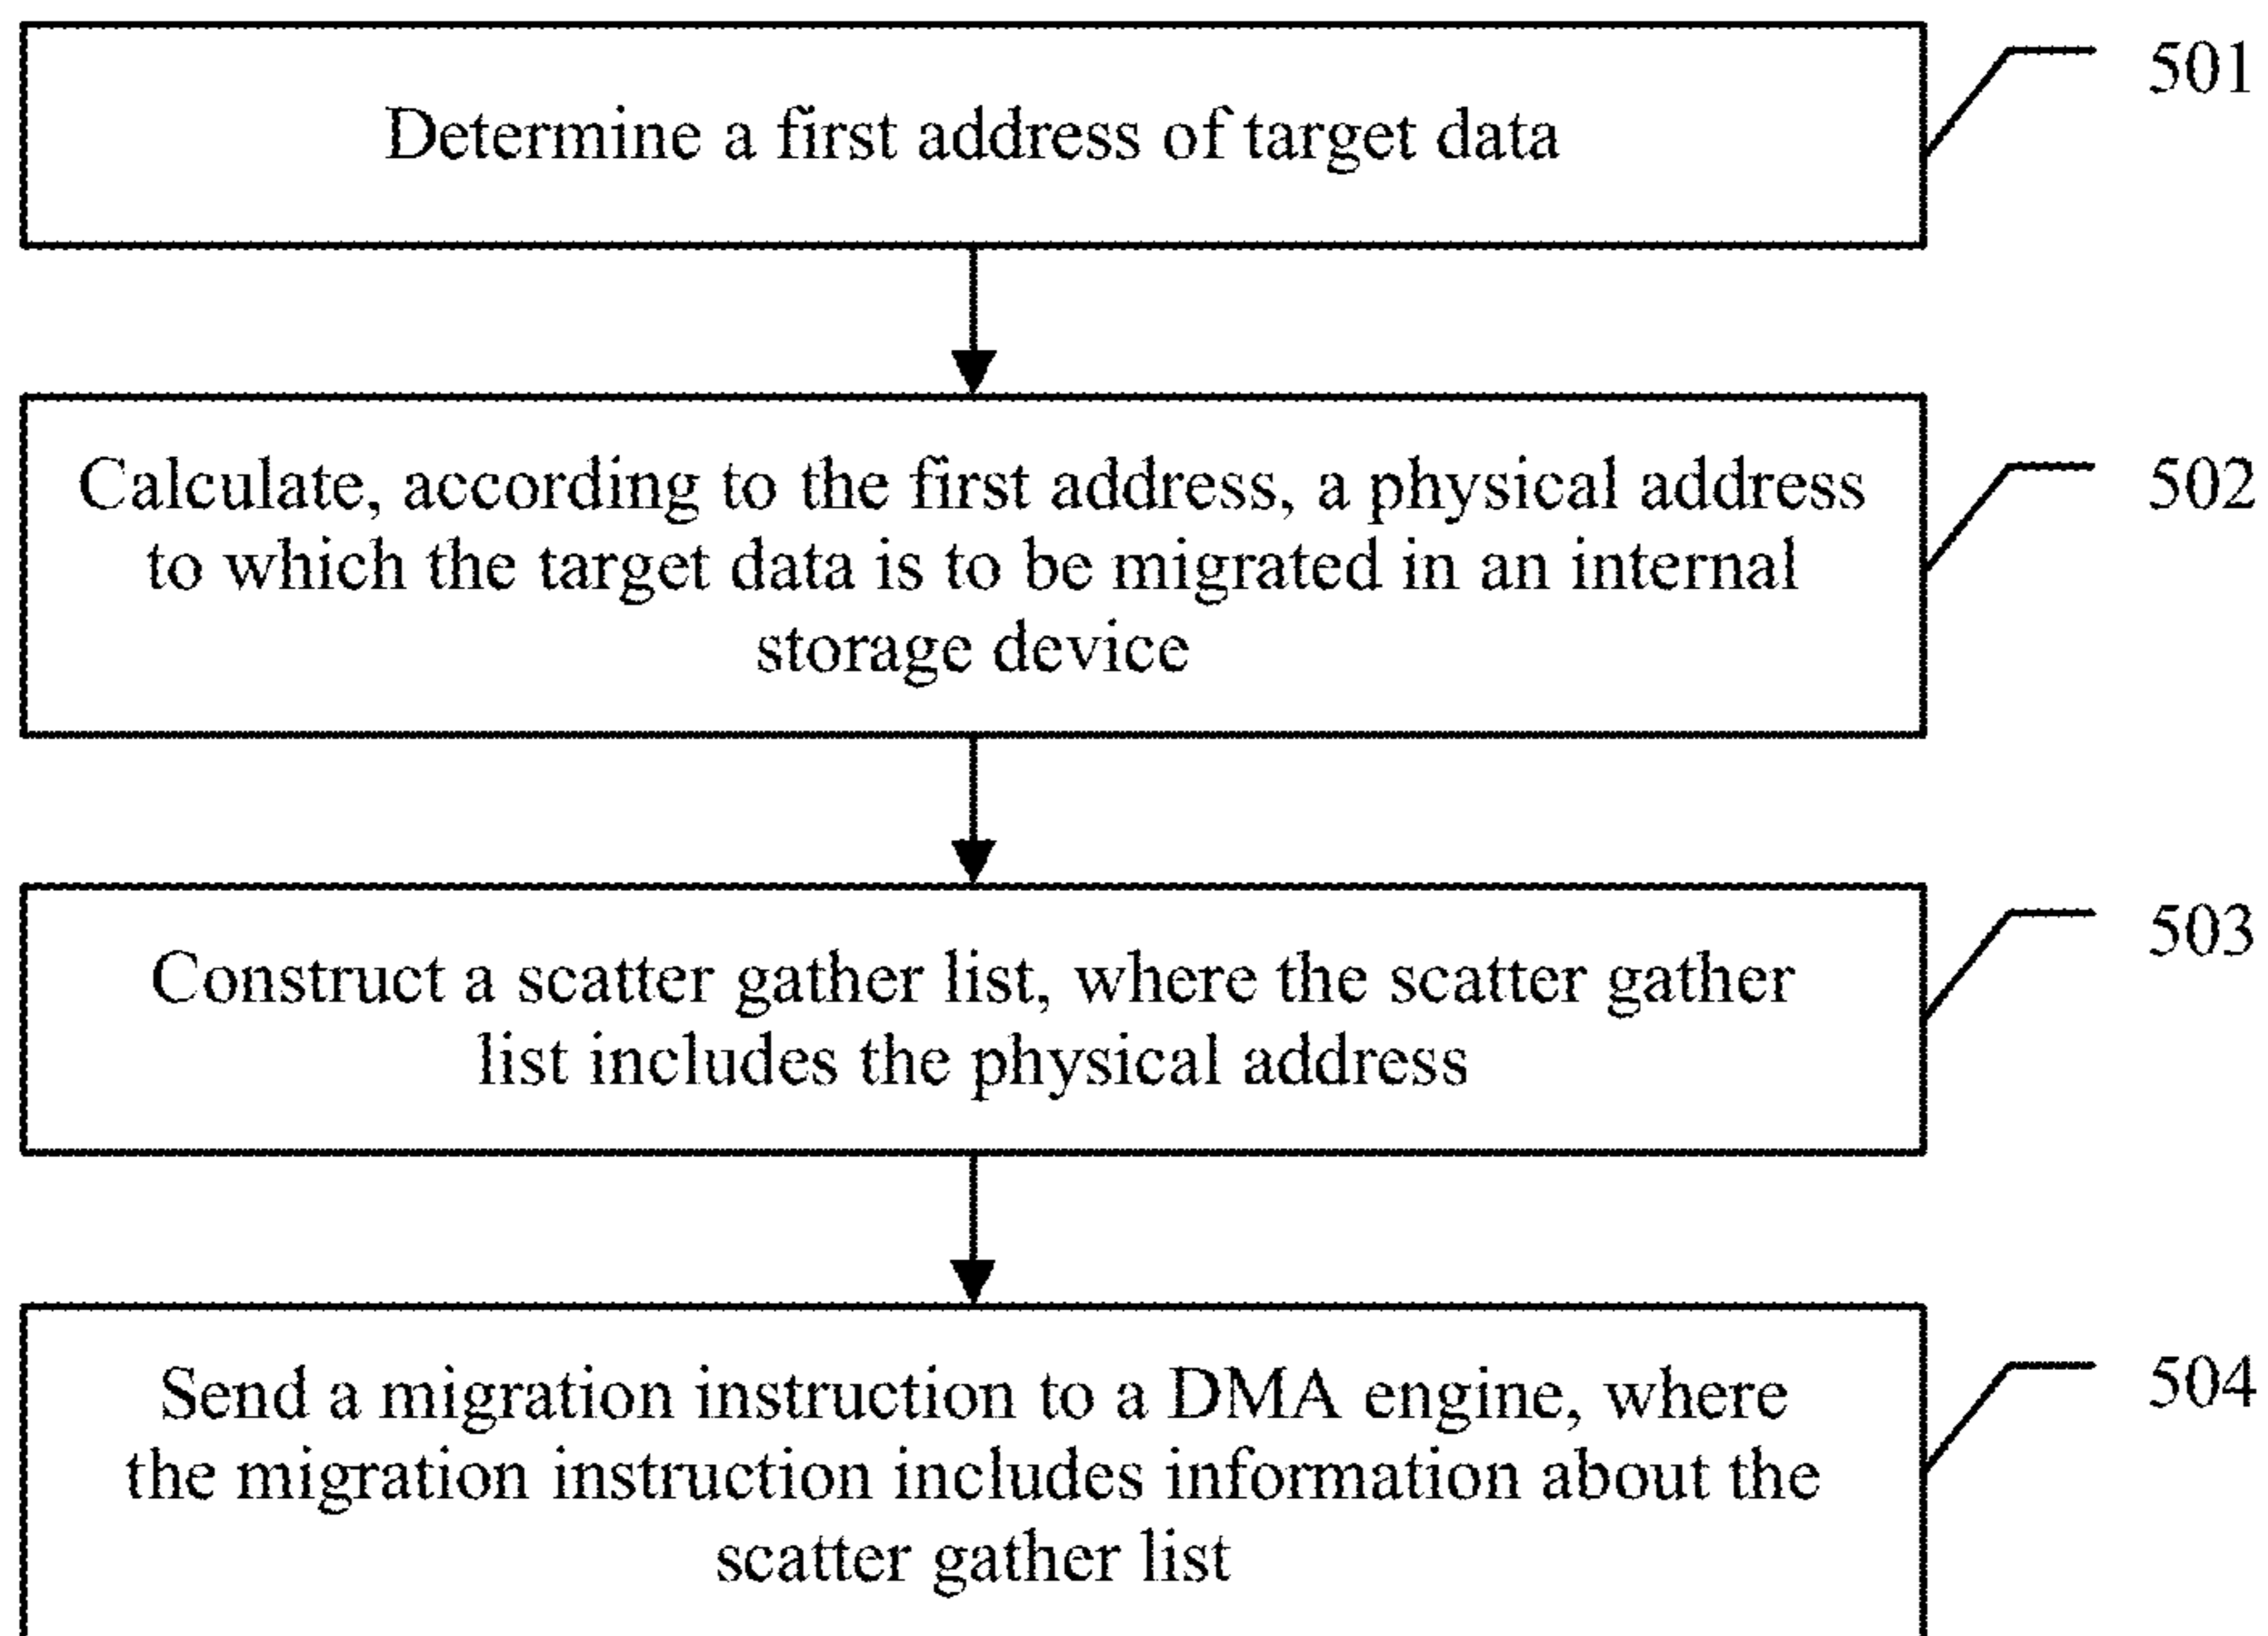 Determine a first address of target data
501
Calculate, according to the first address, a physical address
to which the target data is to be migrated in an internal
storage device
502
Construct a scatter gather list, where the scatter gather
list includes the physical address
503
Send a migration instruction to a DMA engine, where
the migration instruction includes information about the
scatter gather list
504